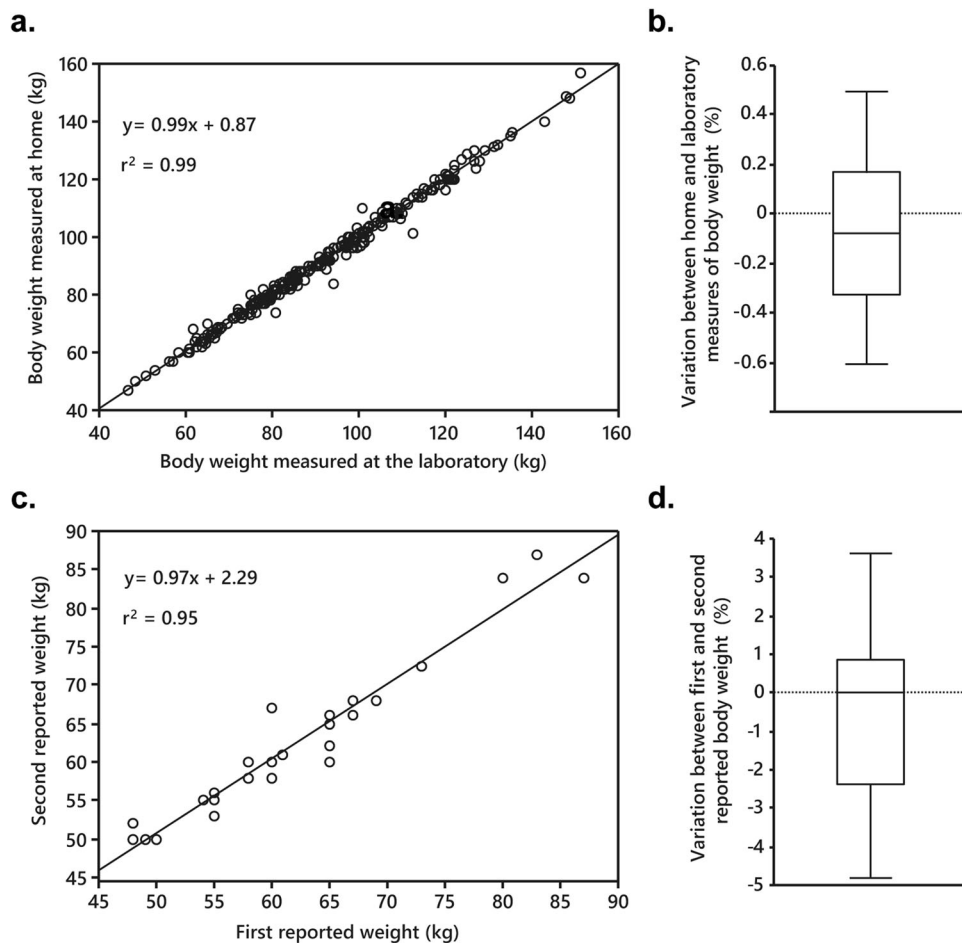 a.
Body weight measured at home (kg)
160
140
120
100
80
60
40
y= 0.99x + 0.87
r² = 0.99
40 60 80 100 120 140 160
Body weight measured at the laboratory (kg)
b.
Variation between home and laboratory
measures of body weight (%)
0.6
0.4
0.2
0
-0.2
-0.4
-0.6
c.
Second reported weight (kg)
90
85
80
75
70
65
60
55
50
45
y= 0.97x + 2.29
r² = 0.95
45 50 55 60 65 70 75 80 85 90
First reported weight (kg)
d.
Variation between first and second
reported body weight (%)
4
3
2
1
0
-1
-2
-3
-4
-5